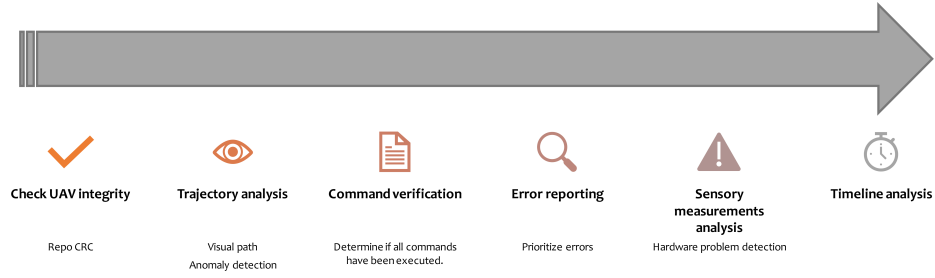 Check UAV integrity
Repo CRC
Trajectory analysis
Visual path
Anomaly detection
Command verification
Determine if all commands
have been executed.
Error reporting
Prioritize errors
Sensory
measurements
analysis
Hardware problem detection
Timeline analysis